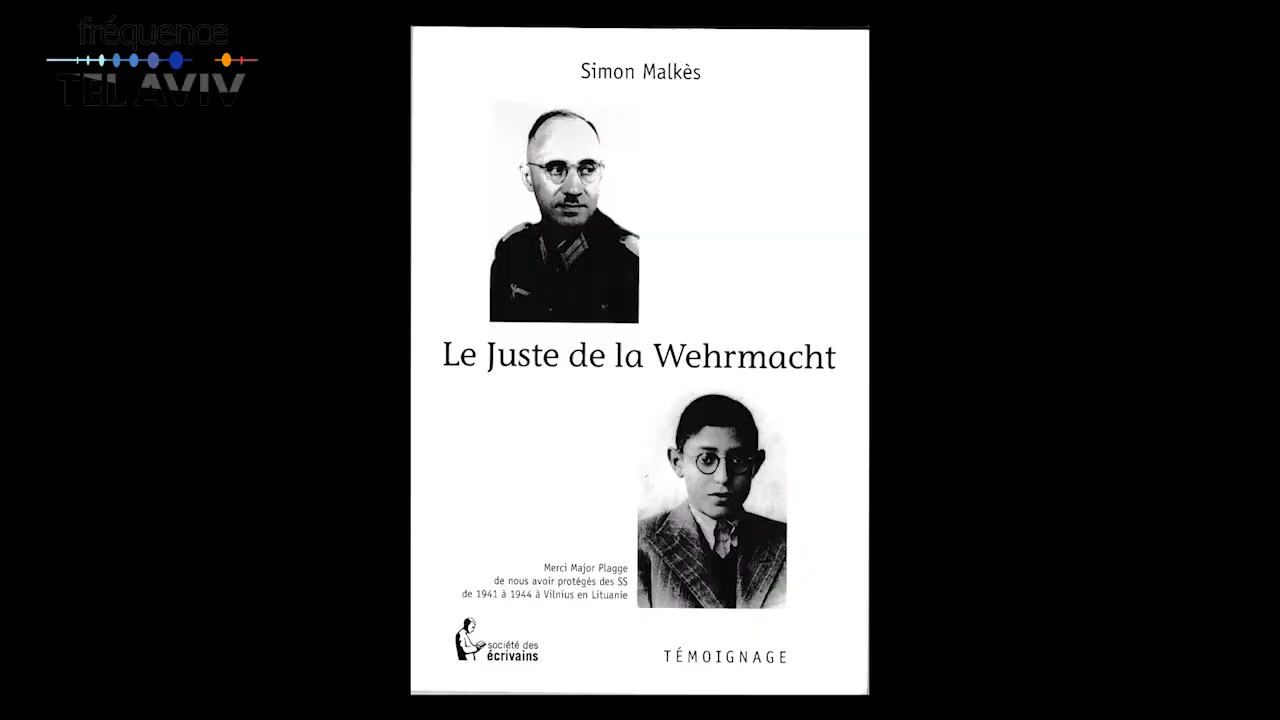 fréquence
TEL AVIV
Simon Malkès
Le Juste de la Wehrmacht
Merci Major Plagge
de nous avoir protégés des SS
de 1941 à 1944 à Vilnius en Lituanie
société des
écrivains
TÉMOIGNAGE